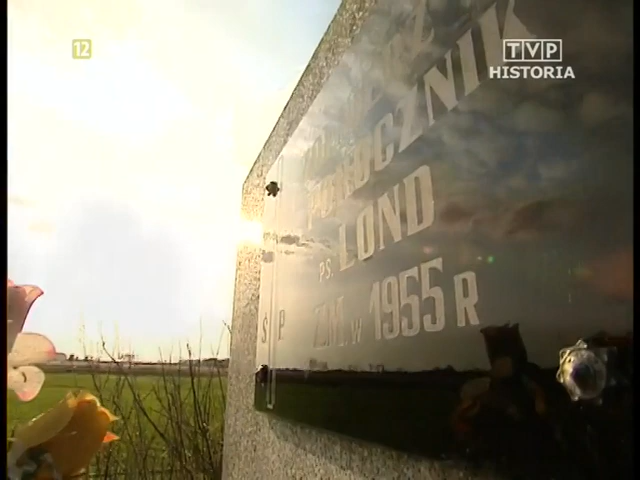 12
TVP
HISTORIA
PORUCZNIK
PS. LOND
Ś P
ZM. W 1955 R